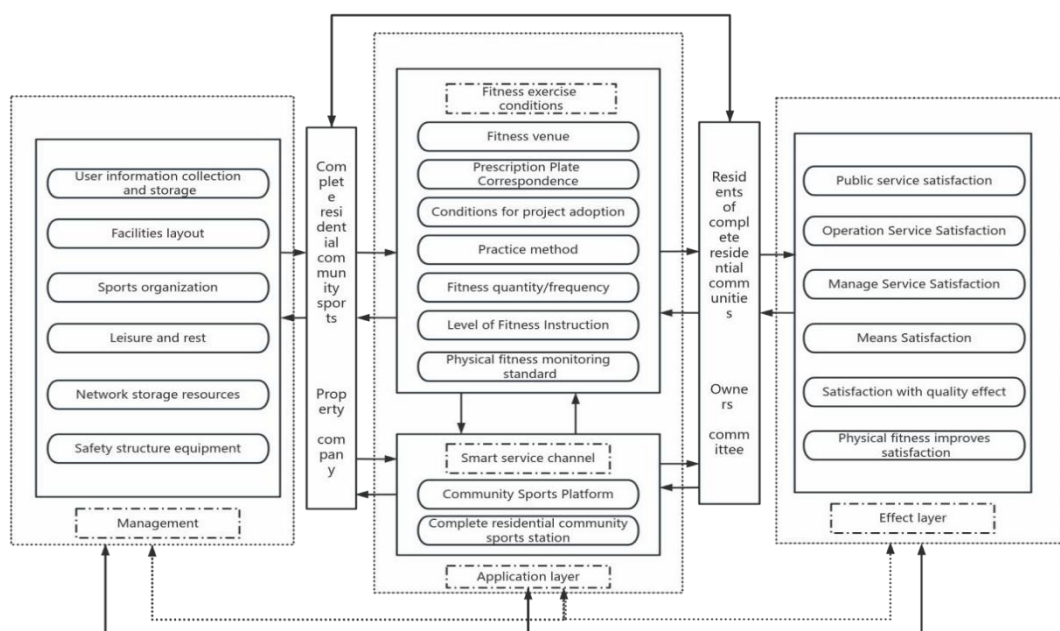 User information collection
and storage
Facilities layout
Sports organization
Leisure and rest
Network storage resources
Safety structure equipment
Management
Com
plet
e
resi
dent
ial
com
mun
ity
spo
rts
Prop
erty
com
pan
y
Fitness exercise
conditions
Fitness venue
Prescription Plate
Correspondence
Conditions for project adoption
Practice method
Fitness quantity/frequency
Level of Fitness Instruction
Physical fitness monitoring
standard
Smart service channel
Community Sports Platform
Complete residential community
sports station
Application layer
Resid
ents
of
compl
ete
reside
ntial
comm
unitie
s
Owne
rs
com
mittee
Public service satisfaction
Operation Service Satisfaction
Manage Service Satisfaction
Means Satisfaction
Satisfaction with quality effect
Physical fitness improves
satisfaction
Effect layer